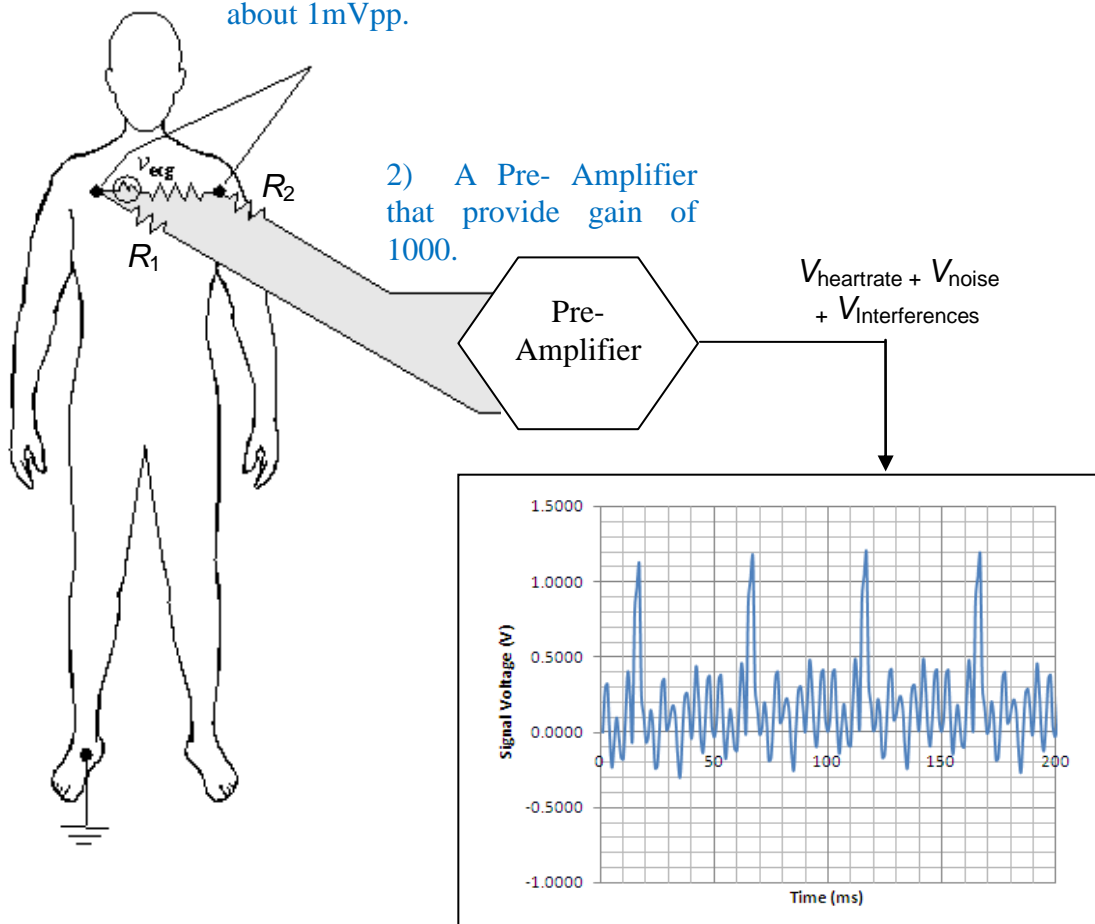 about 1mVpp.
v_ecg
R2
R1
2) A Pre- Amplifier
that provide gain of
1000.
Pre-
Amplifier
Vheartrate + Vnoise
+ VInterferences
1.5000
1.0000
0.5000
0.0000
-0.5000
-1.0000
Signal Voltage (V)
0 50 100 150 200
Time (ms)